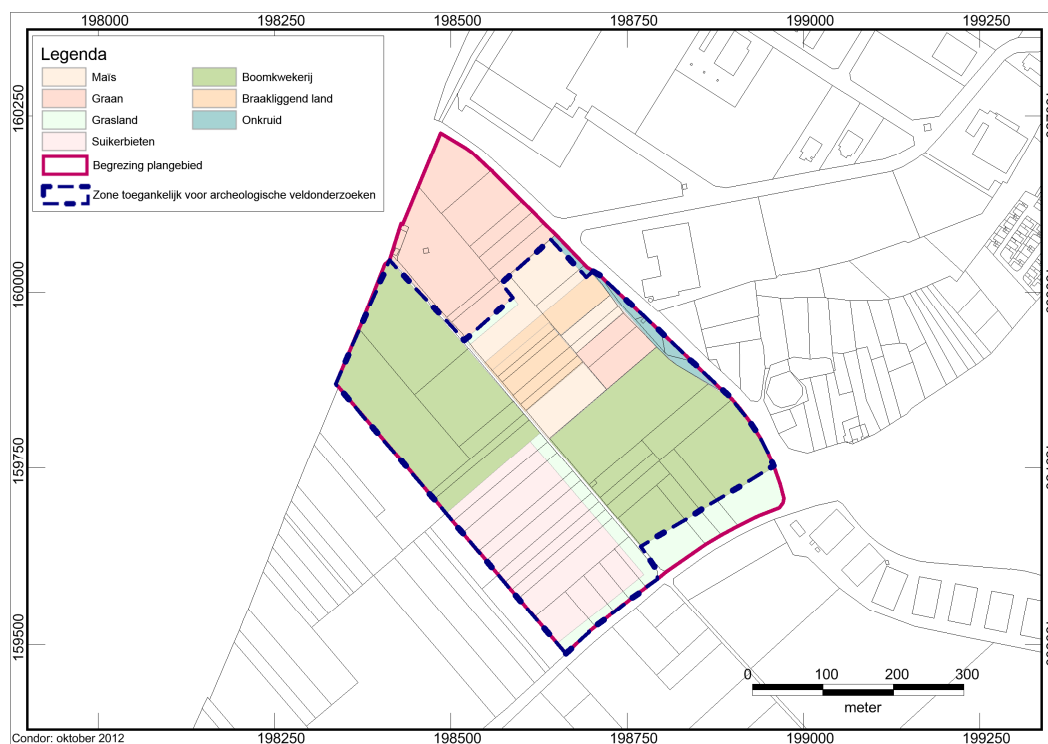 198000 198250 198500 198750 199000 199250
Legenda
Maïs
Graan
Grasland
Suikerbieten
Boomkwekerij
Braakliggend land
Onkruid
Begrezing plangebied
Zone toegankelijk voor archeologische veldonderzoeken
160250
160000
159750
159500
0 100 200 300
meter
Condor: oktober 2012
198250 198500 198750 199000 199250